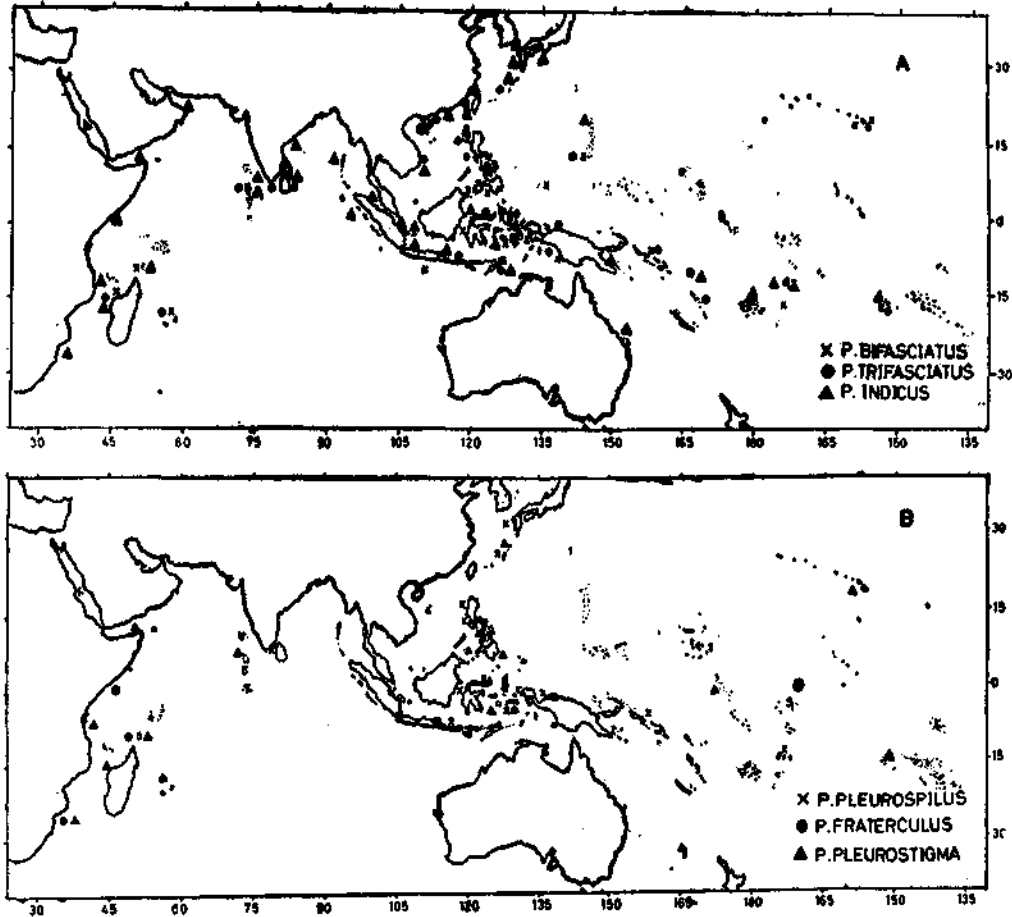 A
30
15
0
15
30
× P. BIFASCIATUS
● P. TRIFASCIATUS
▲ P. INDICUS
30 45 60 75 90 105 120 135 150 165 180 165 150 135
B
30
15
0
15
30
× P. PLEUROSPILUS
● P. FRATERCULUS
▲ P. PLEUROSTIGMA
30 45 60 75 90 105 120 135 150 165 180 165 150 135